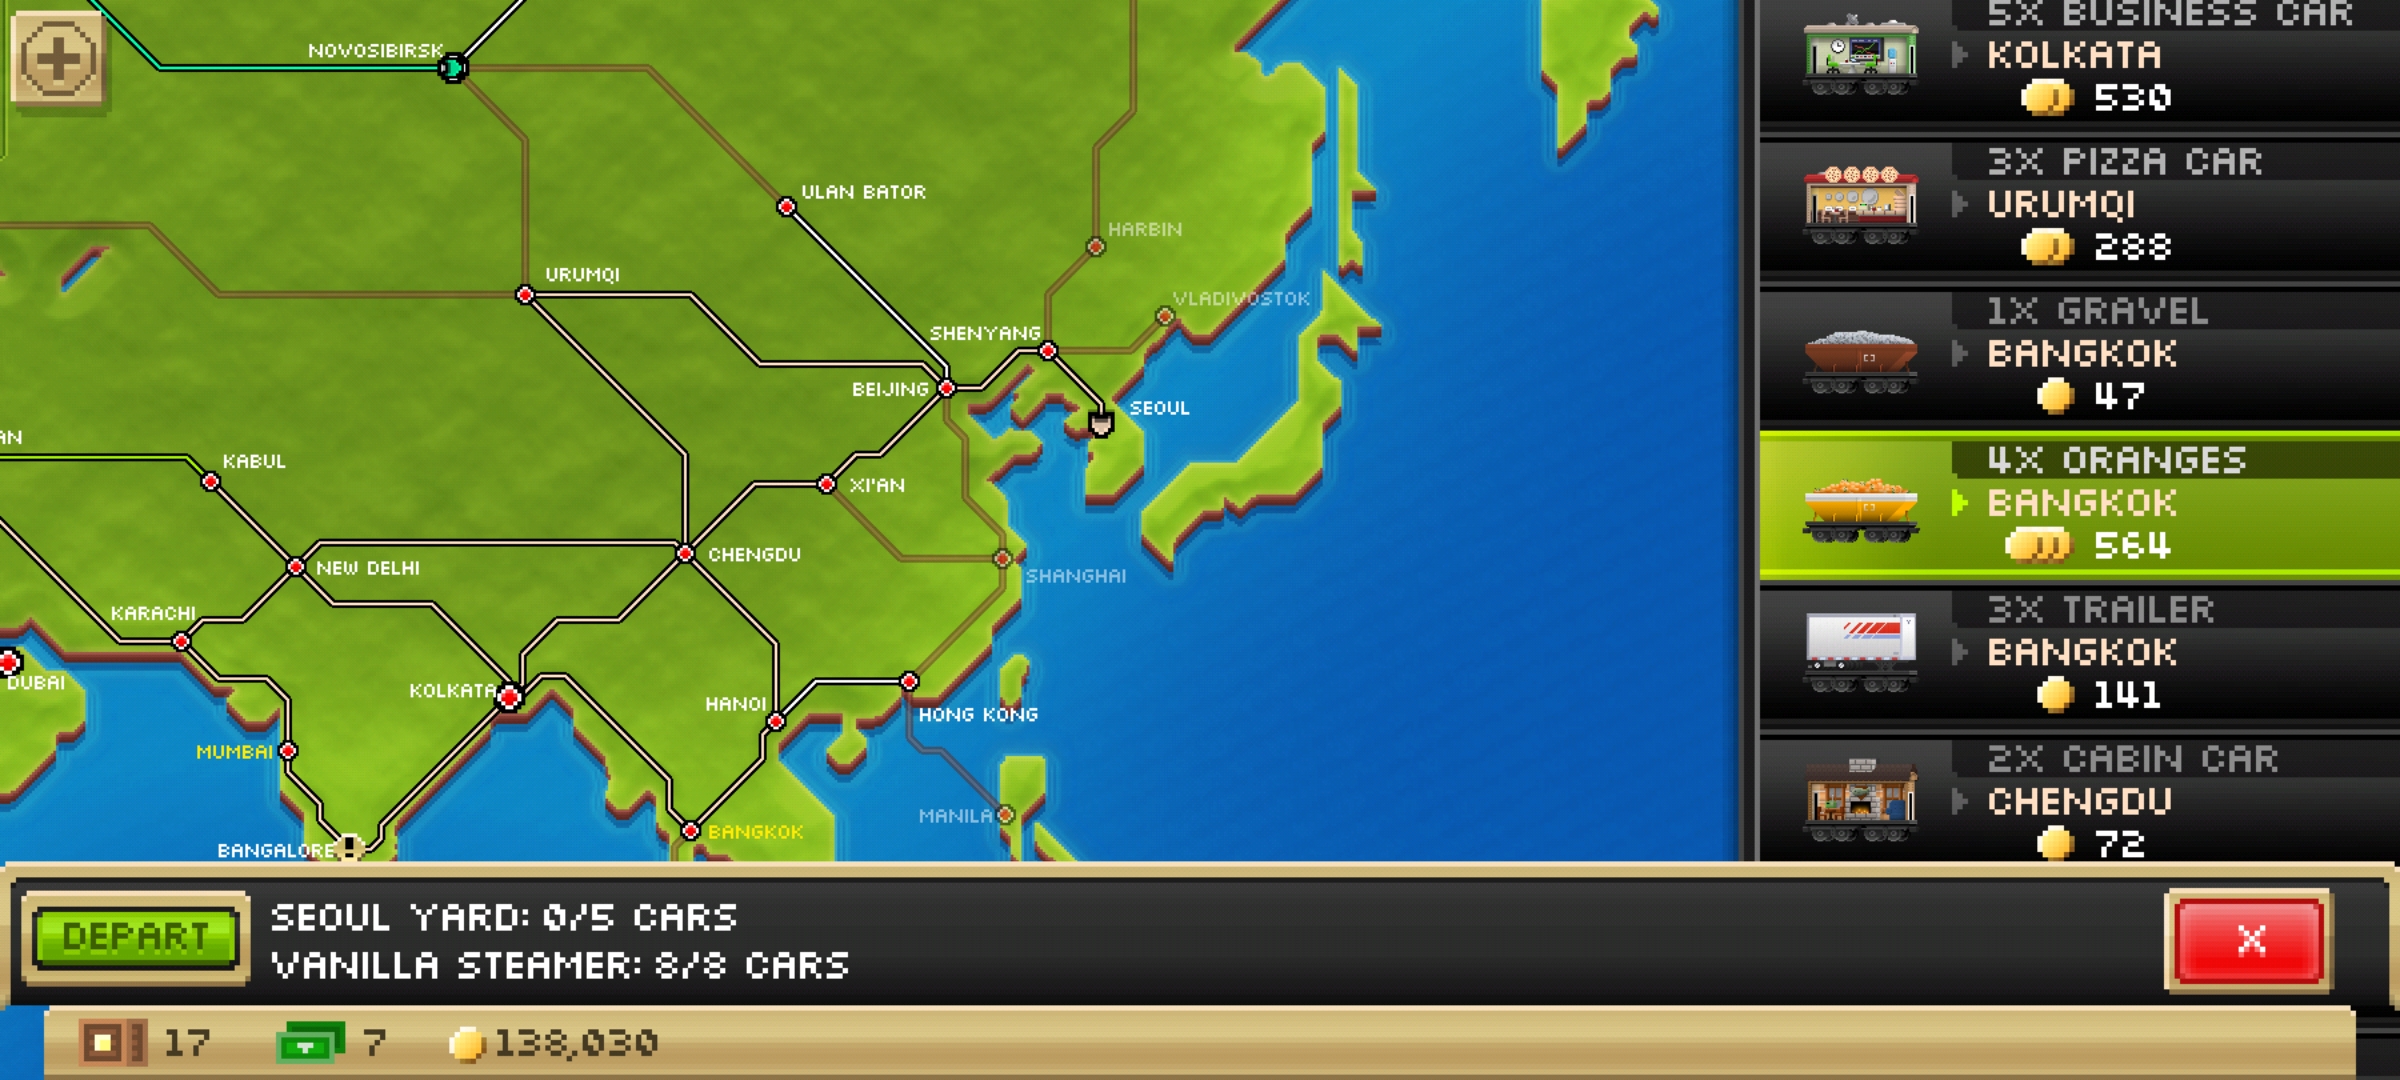 NOVOSIBIRSK
ULAN BATOR
HARBIN
URUMQI
VLADIVOSTOK
SHENYANG
BEIJING
SEOUL
AN
KABUL
XI'AN
CHENGDU
NEW DELHI
SHANGHAI
KARACHI
DUBAI
KOLKATA
HANOI
HONG KONG
MUMBAI
MANILA
BANGKOK
BANGALORE
5X BUSINESS CAR
KOLKATA
530
3X PIZZA CAR
URUMQI
288
1X GRAVEL
BANGKOK
47
4X ORANGES
BANGKOK
564
3X TRAILER
BANGKOK
141
2X CABIN CAR
CHENGDU
72
DEPART
SEOUL YARD: 0/5 CARS
VANILLA STEAMER: 8/8 CARS
X
17
7
138,030